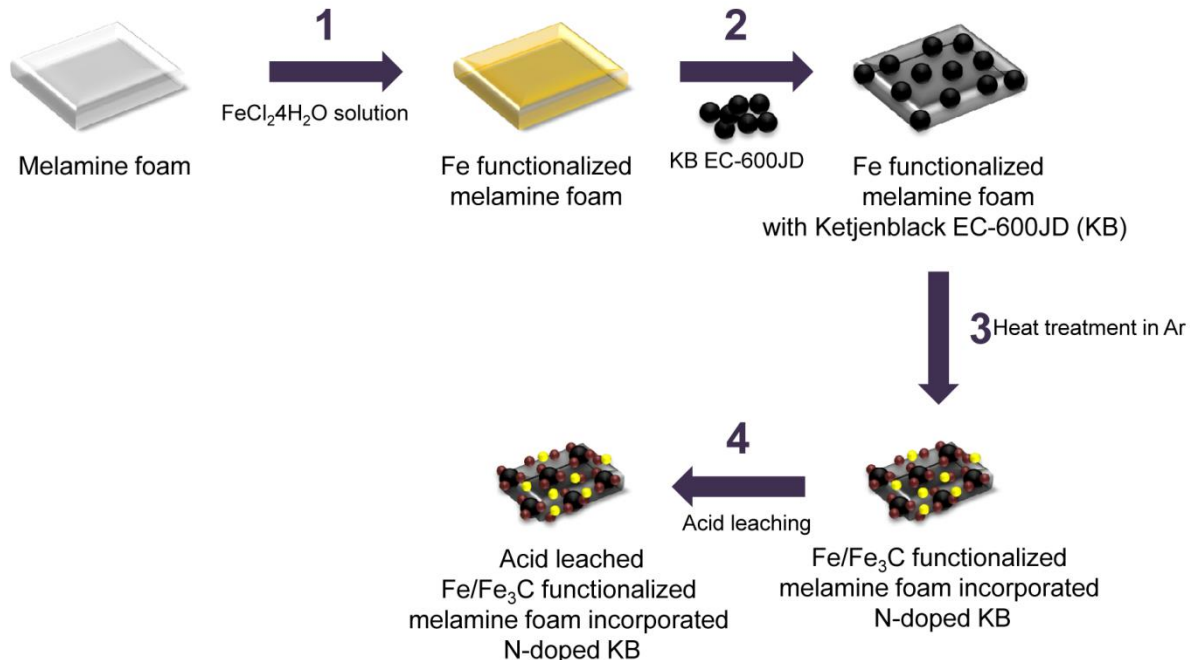 1
FeCl₂4H₂O solution
Melamine foam
Fe functionalized
melamine foam
2
KB EC-600JD
Fe functionalized
melamine foam
with Ketjenblack EC-600JD (KB)
3 Heat treatment in Ar
Fe/Fe₃C functionalized
melamine foam incorporated
N-doped KB
4
Acid leaching
Acid leached
Fe/Fe₃C functionalized
melamine foam incorporated
N-doped KB